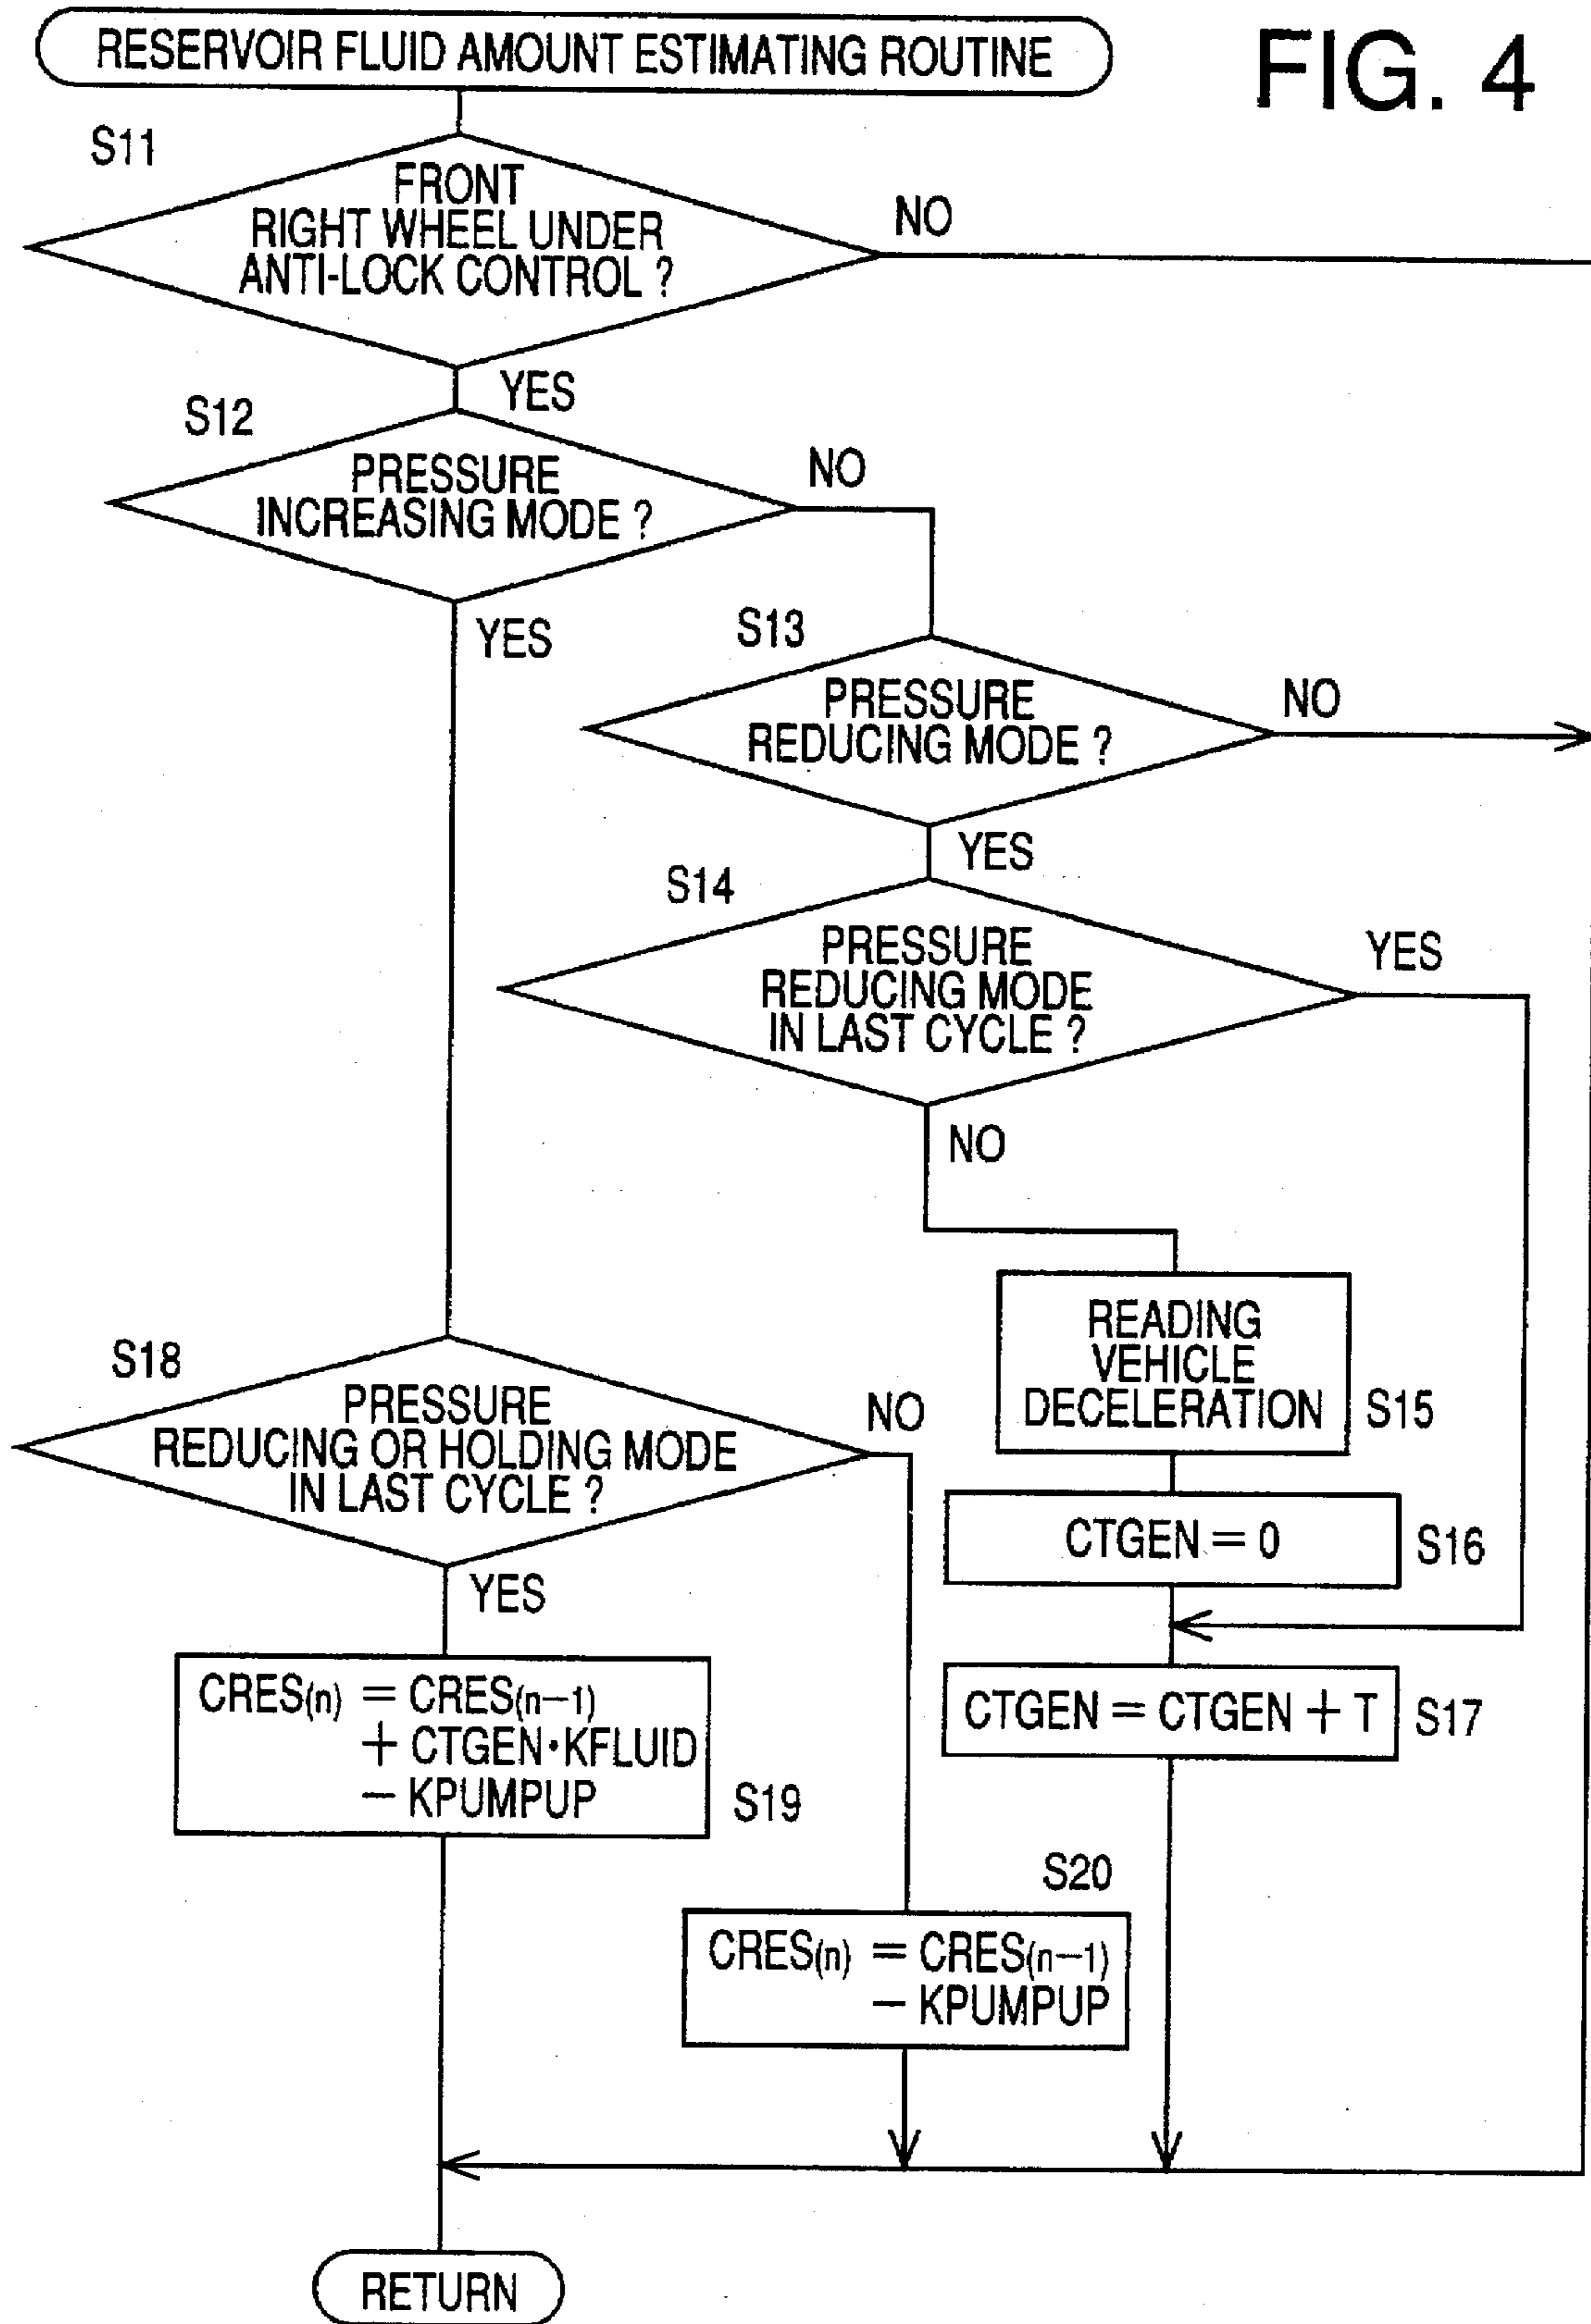 RESERVOIR FLUID AMOUNT ESTIMATING ROUTINE
FIG. 4
S11
FRONT
RIGHT WHEEL UNDER
ANTI-LOCK CONTROL ?
NO
YES
S12
PRESSURE
INCREASING MODE ?
NO
YES
S13
PRESSURE
REDUCING MODE ?
NO
YES
S14
PRESSURE
REDUCING MODE
IN LAST CYCLE ?
YES
NO
READING
VEHICLE
DECELERATION
S15
CTGEN = 0
S16
CTGEN = CTGEN + T
S17
S18
PRESSURE
REDUCING OR HOLDING MODE
IN LAST CYCLE ?
NO
YES
CRES(n) = CRES(n−1)
+ CTGEN·KFLUID
− KPUMPUP
S19
S20
CRES(n) = CRES(n−1)
− KPUMPUP
RETURN